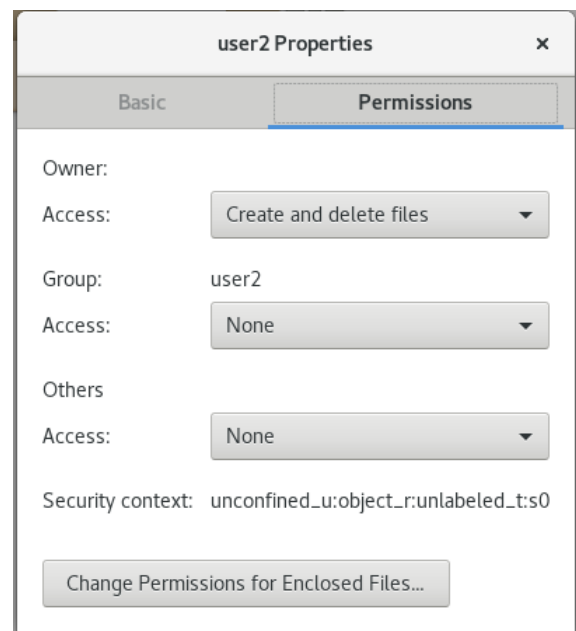 user2 Properties ×
Basic Permissions
Owner:
Access: Create and delete files
Group: user2
Access: None
Others
Access: None
Security context: unconfined_u:object_r:unlabeled_t:s0
Change Permissions for Enclosed Files...